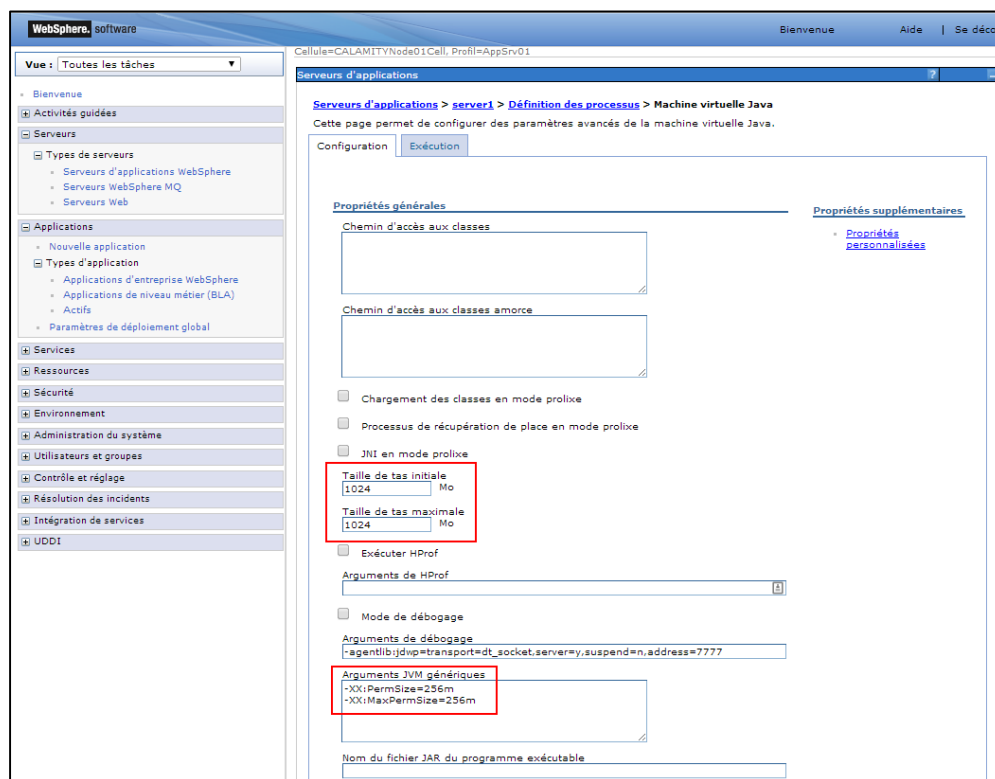 WebSphere. software
Bienvenue Aide | Se déco
Cellule=CALAMITYNode01Cell, Profil=AppSrv01
Vue : Toutes les tâches
Bienvenue
Activités guidées
Serveurs
Types de serveurs
Serveurs d'applications WebSphere
Serveurs WebSphere MQ
Serveurs Web
Applications
Nouvelle application
Types d'application
Applications d'entreprise WebSphere
Applications de niveau métier (BLA)
Actifs
Paramètres de déploiement global
Services
Ressources
Sécurité
Environnement
Administration du système
Utilisateurs et groupes
Contrôle et réglage
Résolution des incidents
Intégration de services
UDDI
Serveurs d'applications ?
Serveurs d'applications > server1 > Définition des processus > Machine virtuelle Java
Cette page permet de configurer des paramètres avancés de la machine virtuelle Java.
Configuration Exécution
Propriétés générales
Chemin d'accès aux classes
Chemin d'accès aux classes amorce
Chargement des classes en mode prolixe
Processus de récupération de place en mode prolixe
JNI en mode prolixe
Taille de tas initiale
1024 Mo
Taille de tas maximale
1024 Mo
Exécuter HProf
Arguments de HProf
Mode de débogage
Arguments de débogage
-agentlib:jdwp=transport=dt_socket,server=y,suspend=n,address=7777
Arguments JVM génériques
-XX:PermSize=256m
-XX:MaxPermSize=256m
Nom du fichier JAR du programme exécutable
Propriétés supplémentaires
Propriétés
personnalisées